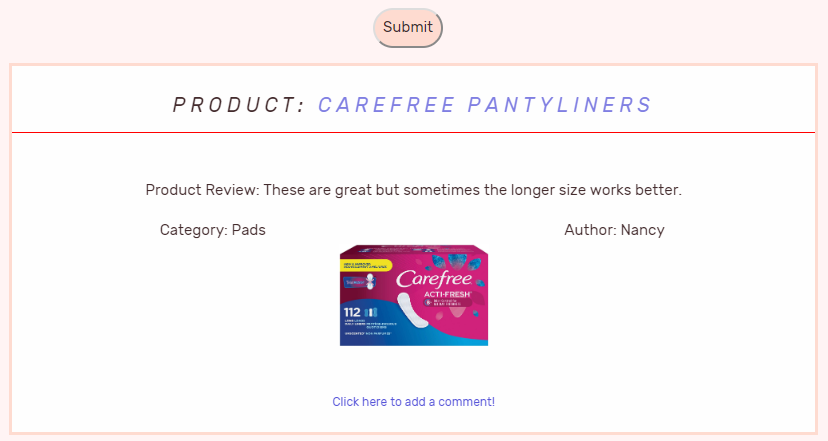 Submit
PRODUCT: CAREFREE PANTYLINERS
Product Review: These are great but sometimes the longer size works better.
Category: Pads
Author: Nancy
Carefree
ACTI-FRESH
112
Click here to add a comment!